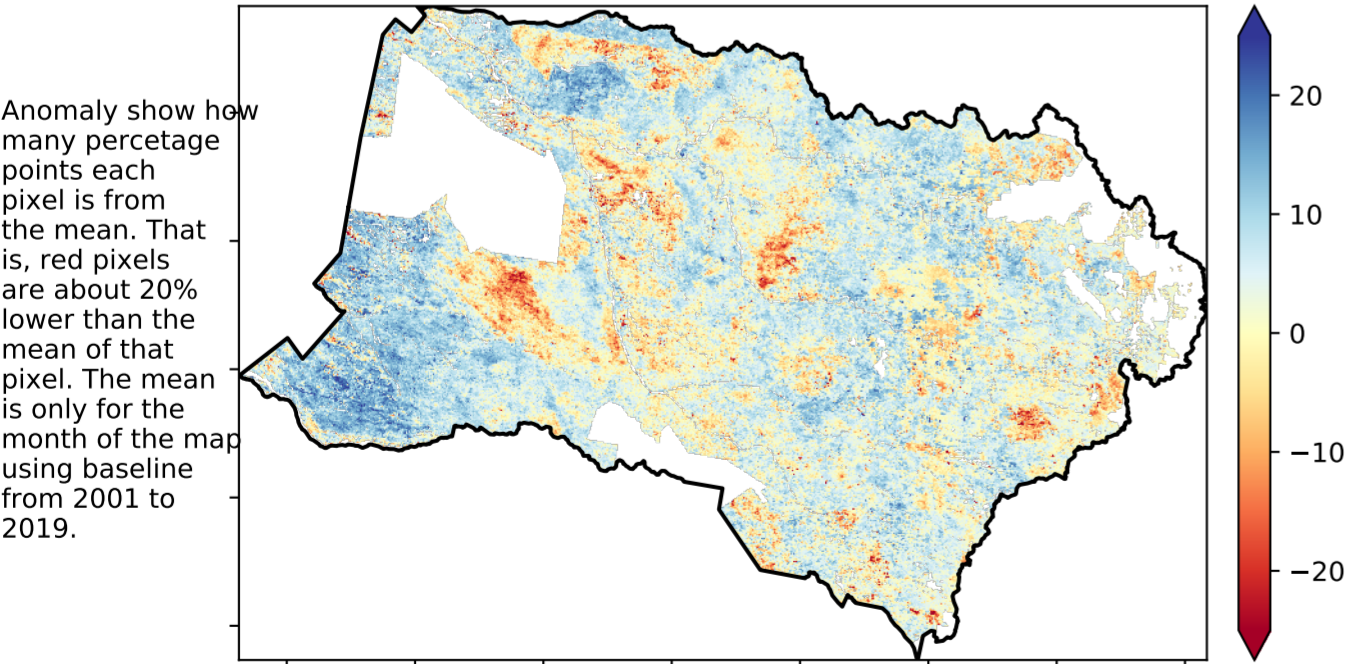 Anomaly show how
many percetage
points each
pixel is from
the mean. That
is, red pixels
are about 20%
lower than the
mean of that
pixel. The mean
is only for the
month of the map
using baseline
from 2001 to
2019.
20
10
0
−10
−20